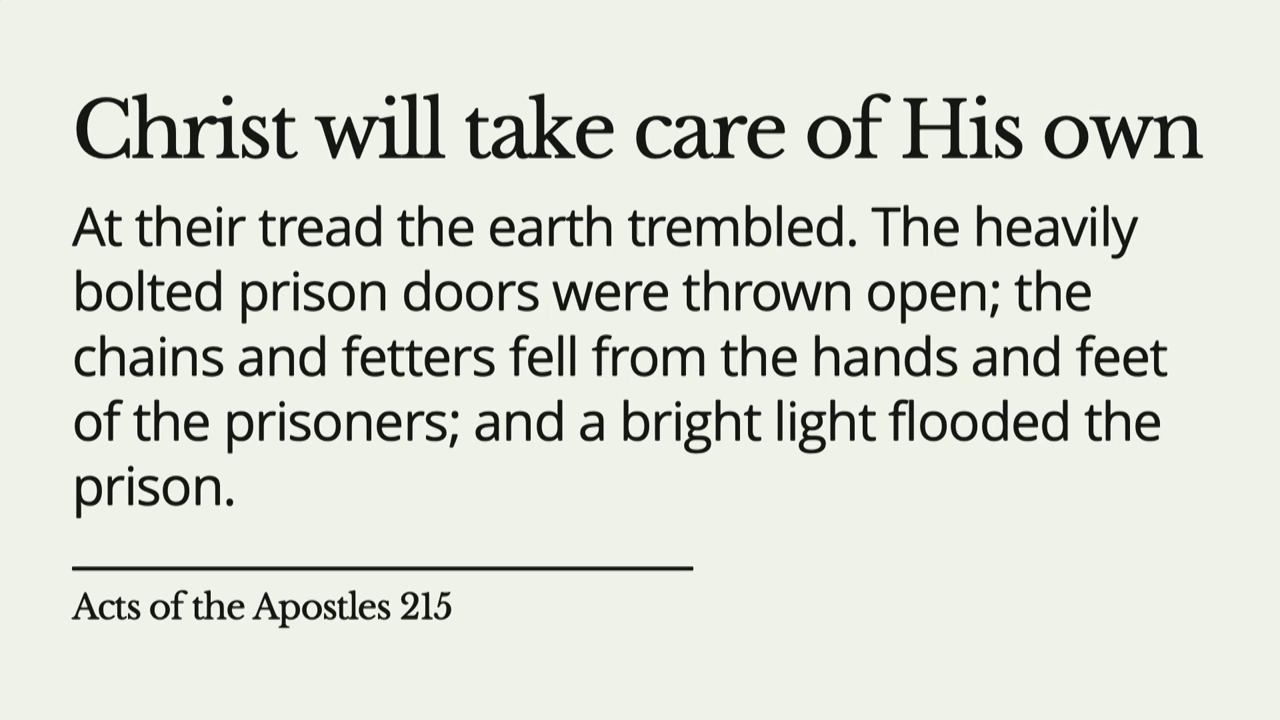 Christ will take care of His own
At their tread the earth trembled. The heavily
bolted prison doors were thrown open; the
chains and fetters fell from the hands and feet
of the prisoners; and a bright light flooded the
prison.
Acts of the Apostles 215